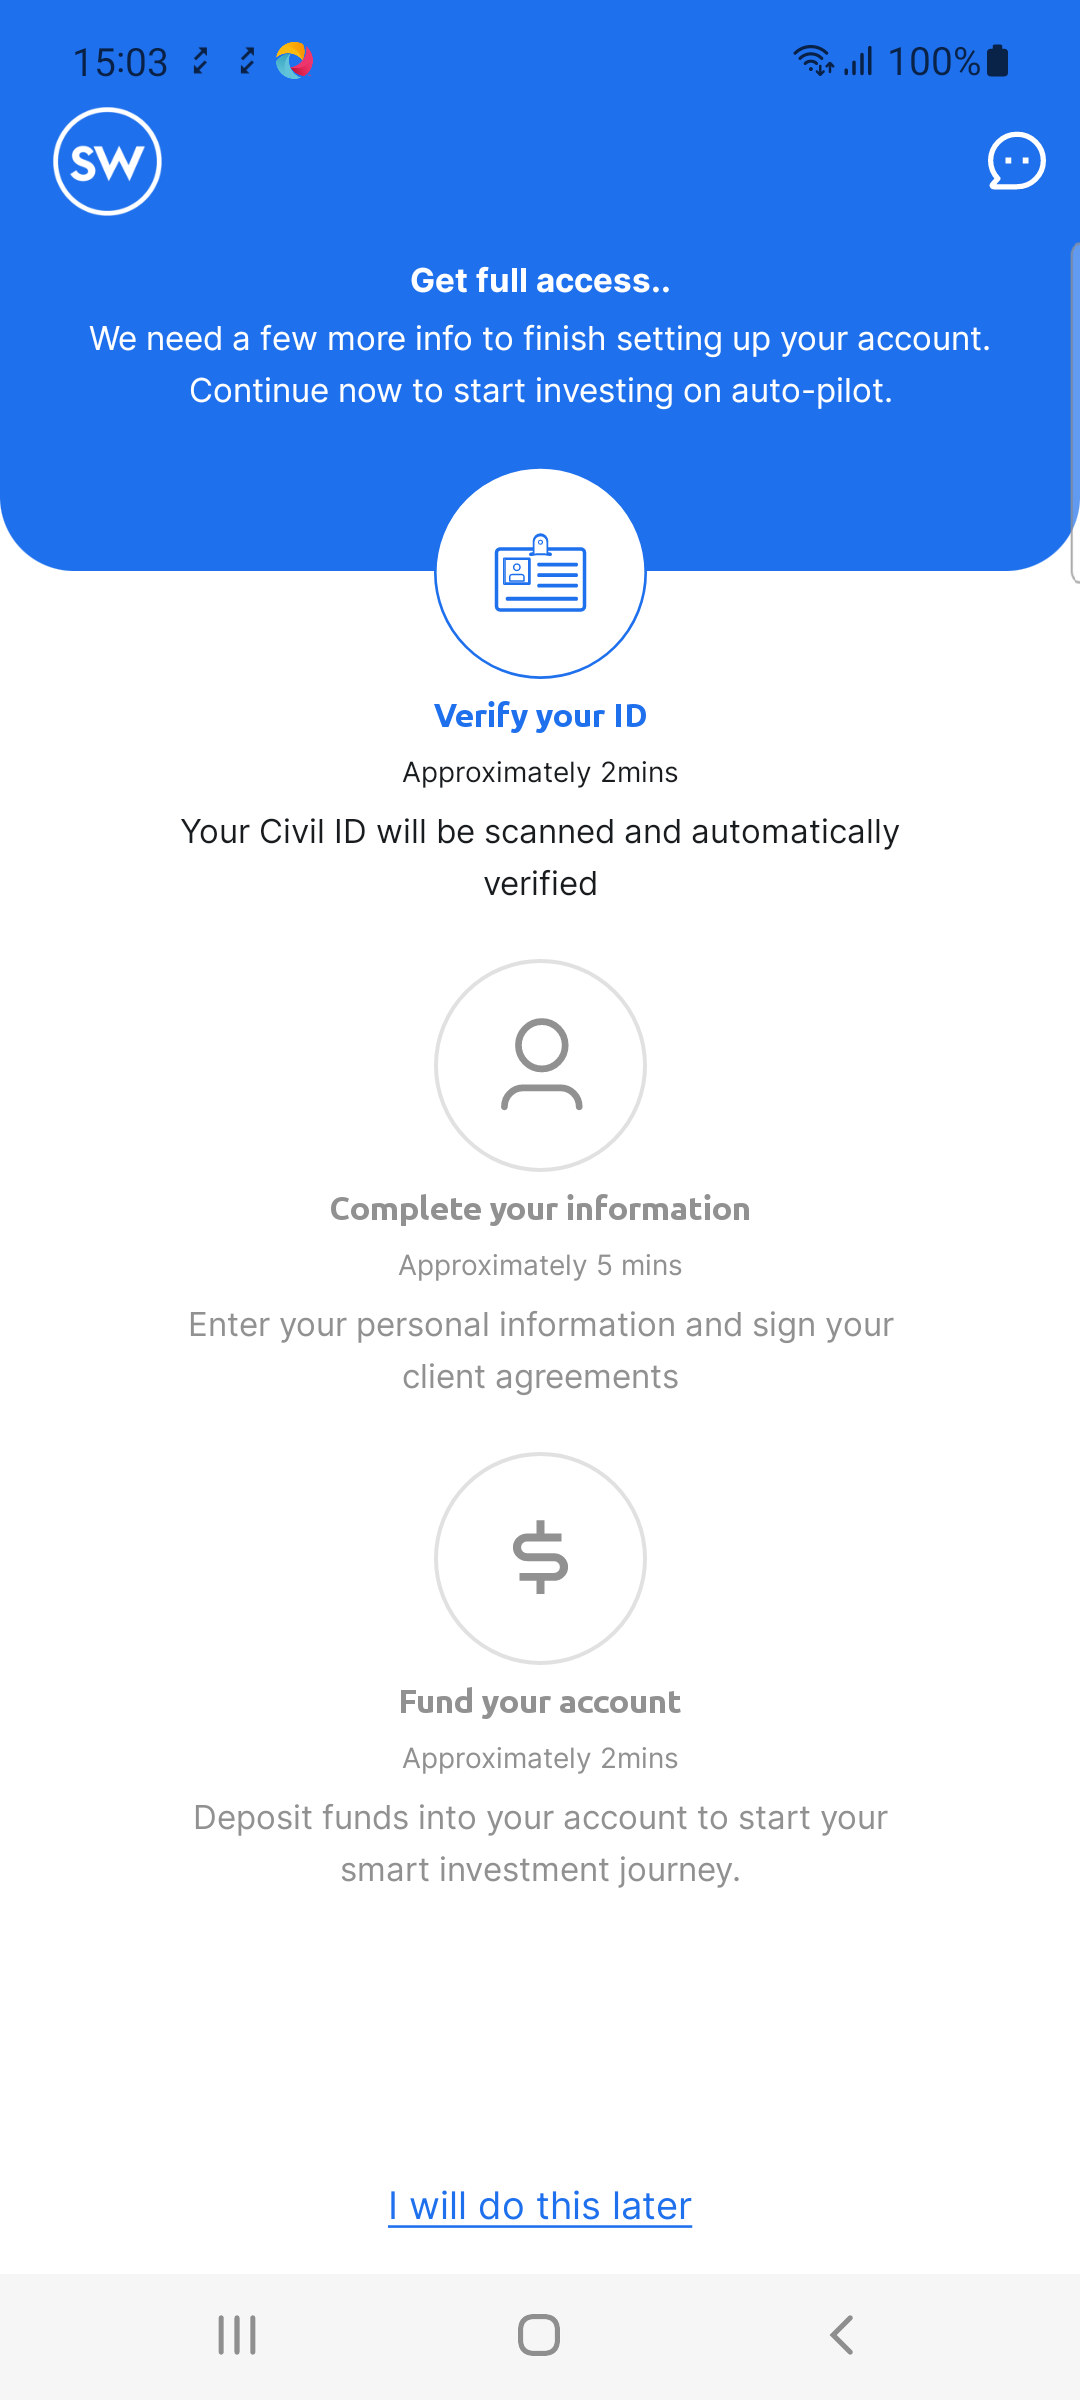 15:03
100%
SW
Get full access..
We need a few more info to finish setting up your account.
Continue now to start investing on auto-pilot.
Verify your ID
Approximately 2mins
Your Civil ID will be scanned and automatically
verified
Complete your information
Approximately 5 mins
Enter your personal information and sign your
client agreements
Fund your account
Approximately 2mins
Deposit funds into your account to start your
smart investment journey.
I will do this later